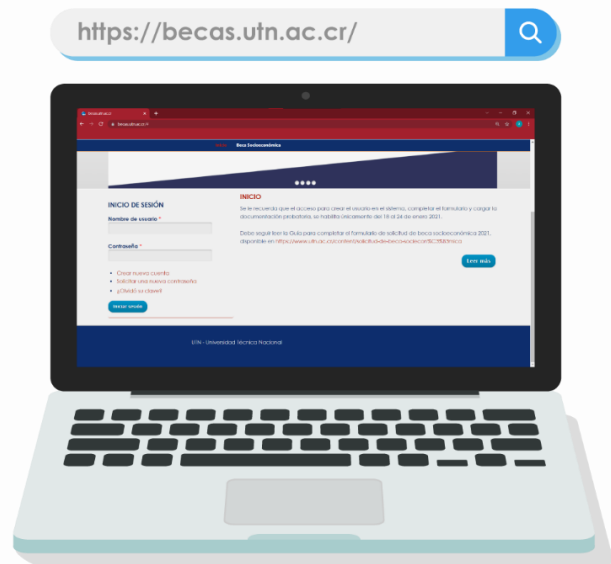 https://becas.utn.ac.cr/
Inicio Beca Socioeconómica
INICIO DE SESIÓN
Nombre de usuario *
Contraseña *
Crear nueva cuenta
Solicitar una nueva contraseña
¿Olvidó su clave?
Iniciar sesión
INICIO
Se le recuerda que el acceso para crear el usuario en el sistema, completar el formulario y cargar la
documentación probatoria, se habilita únicamente del 18 al 24 de enero 2021.
Debe seguir leer la Guía para completar el formulario de solicitud de beca socioeconómica 2021,
disponible en
Leer más
UTN - Universidad Técnica Nacional